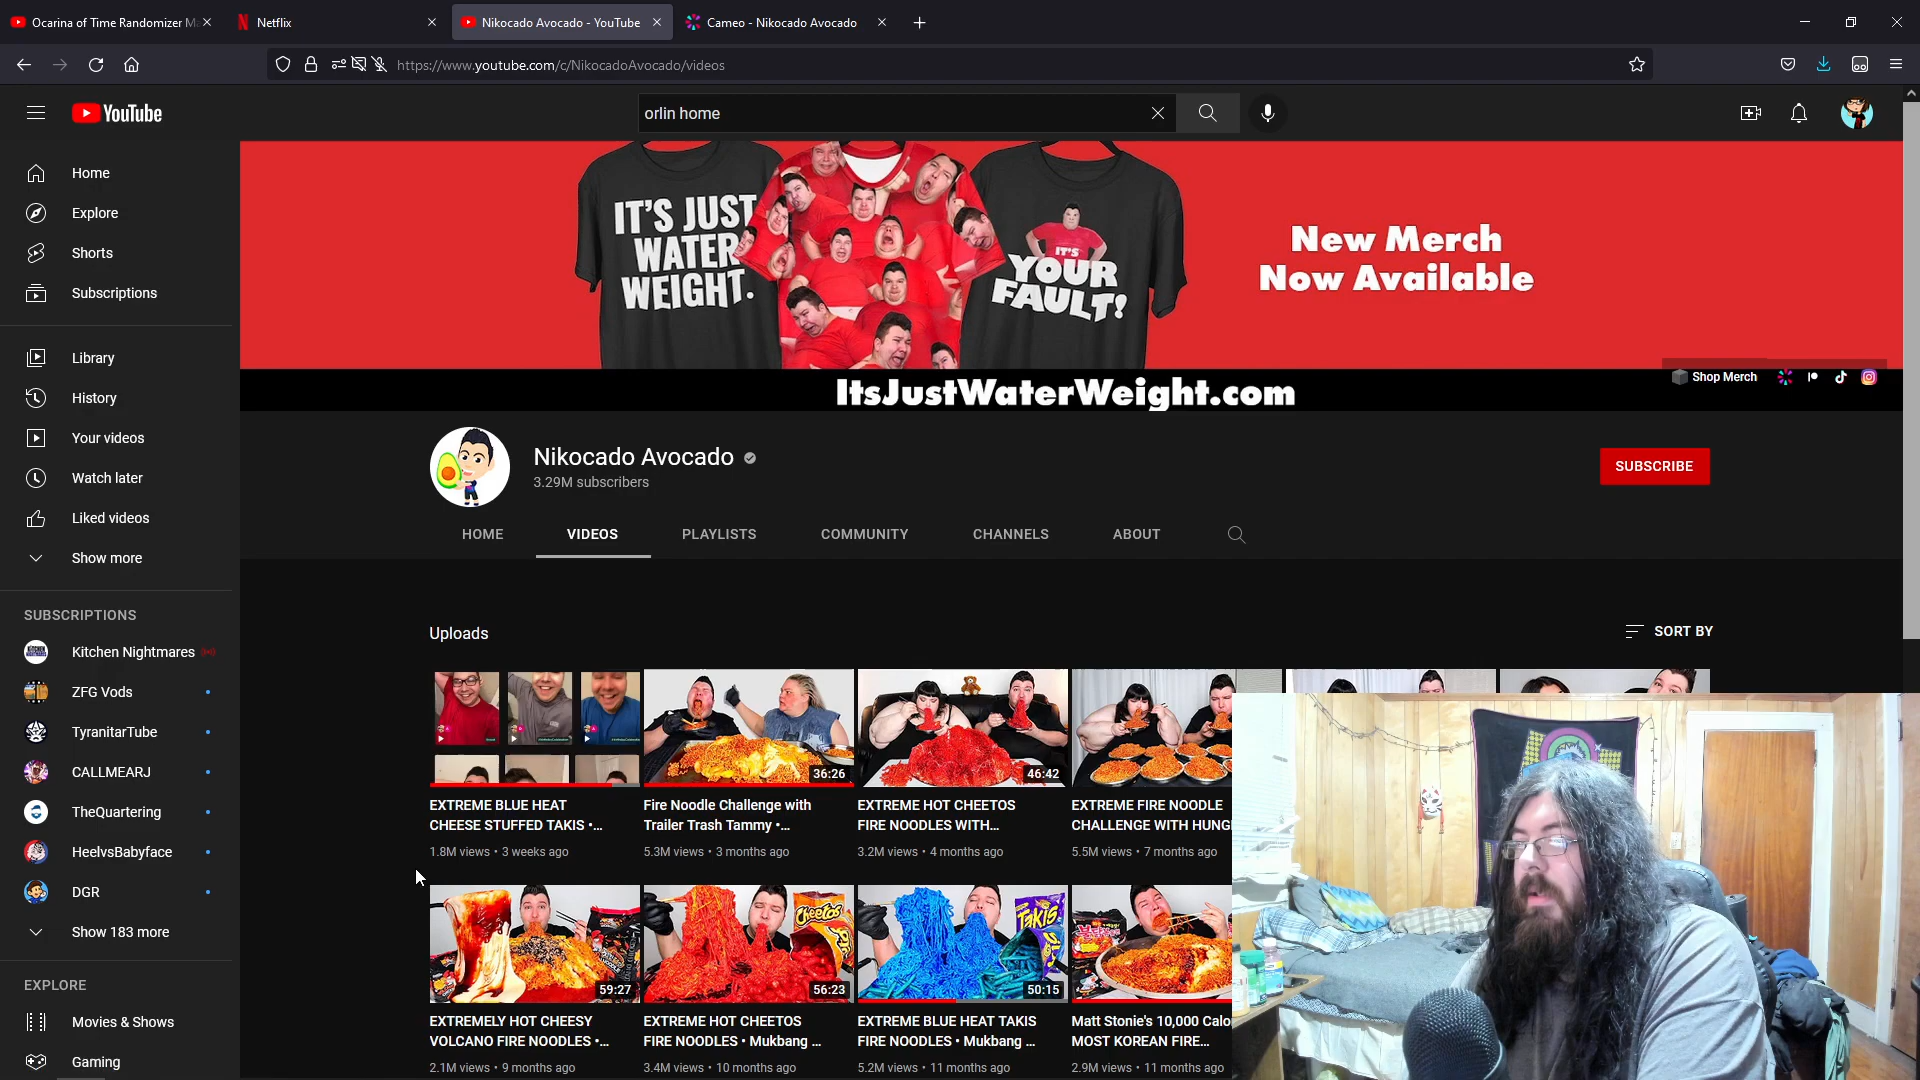 Ocarina of Time Randomizer M
Netflix
Nikocado Avocado - YouTube
Cameo - Nikocado Avocado
https://www.youtube.com/c/NikocadoAvocado/videos
YouTube
orlin home
Home
Explore
Shorts
Subscriptions
Library
History
Your videos
Watch later
Liked videos
Show more
SUBSCRIPTIONS
Kitchen Nightmares
ZFG Vods
TyranitarTube
CALLMEARJ
TheQuartering
HeelvsBabyface
DGR
Show 183 more
EXPLORE
Movies & Shows
Gaming
IT'S JUST
WATER
WEIGHT.
IT'S
YOUR
FAULT!
New Merch
Now Available
ItsJustWaterWeight.com
Shop Merch
Nikocado Avocado
3.29M subscribers
SUBSCRIBE
HOME
VIDEOS
PLAYLISTS
COMMUNITY
CHANNELS
ABOUT
Uploads
SORT BY
36:26
46:42
EXTREME BLUE HEAT
CHEESE STUFFED TAKIS •...
1.8M views • 3 weeks ago
Fire Noodle Challenge with
Trailer Trash Tammy •...
5.3M views • 3 months ago
EXTREME HOT CHEETOS
FIRE NOODLES WITH...
3.2M views • 4 months ago
EXTREME FIRE NOODLE
CHALLENGE WITH HUNG
5.5M views • 7 months ago
59:27
Cheetos
56:23
TAKIS
50:15
EXTREMELY HOT CHEESY
VOLCANO FIRE NOODLES •...
2.1M views • 9 months ago
EXTREME HOT CHEETOS
FIRE NOODLES • Mukbang ...
3.4M views • 10 months ago
EXTREME BLUE HEAT TAKIS
FIRE NOODLES • Mukbang ...
5.2M views • 11 months ago
Matt Stonie's 10,000 Calo
MOST KOREAN FIRE...
2.9M views • 11 months ago